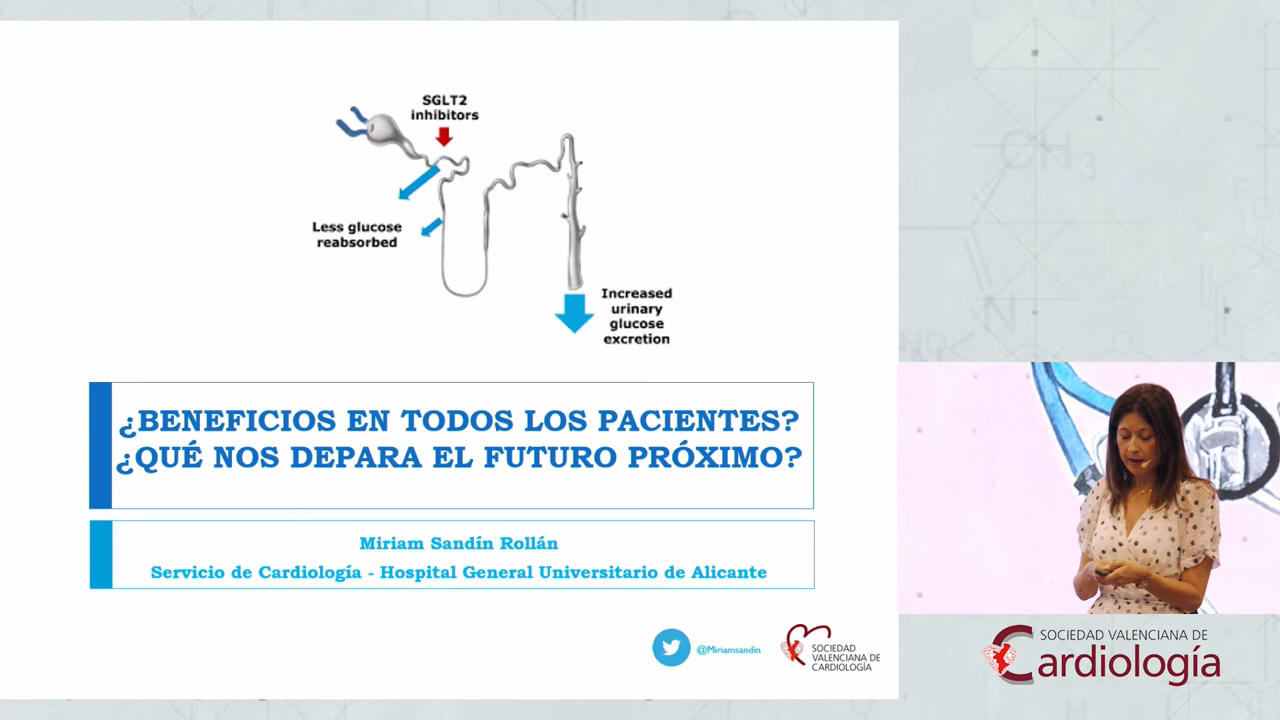 SGLT2
inhibitors
Less glucose
reabsorbed
Increased
urinary
glucose
excretion
¿BENEFICIOS EN TODOS LOS PACIENTES?
¿QUÉ NOS DEPARA EL FUTURO PRÓXIMO?
Miriam Sandín Rollán
Servicio de Cardiología - Hospital General Universitario de Alicante
@Miriamsandin
SOCIEDAD
VALENCIANA DE
CARDIOLOGÍA
CH3
N
HO
O
F
SOCIEDAD VALENCIANA DE
Cardiología